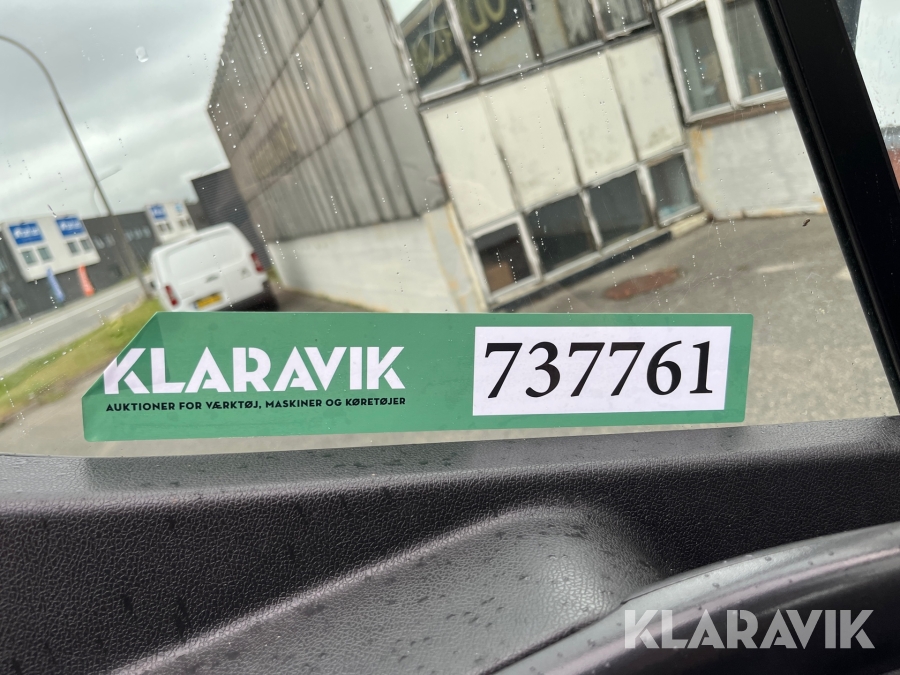 KLARAVIK
AUKTIONER FOR VÆRKTØJ, MASKINER OG KØRETØJER
737761
KLARAVIK